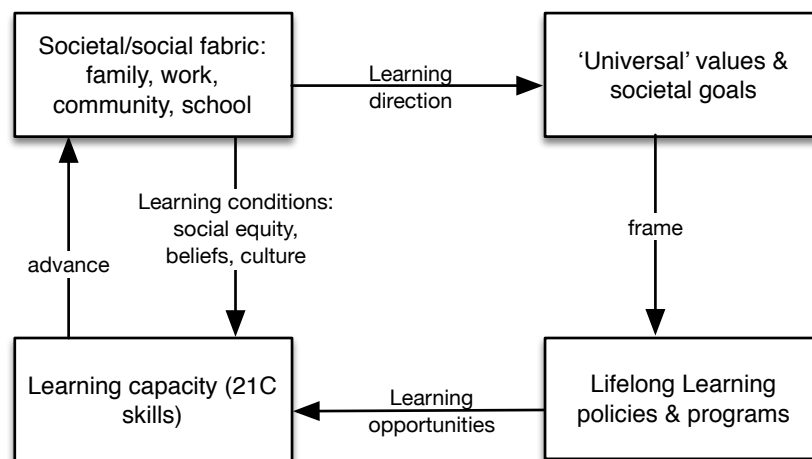 Societal/social fabric:
family, work,
community, school
Learning
direction
‘Universal’ values &
societal goals
Learning conditions:
social equity,
beliefs, culture
advance
frame
Learning capacity (21C
skills)
Learning
opportunities
Lifelong Learning
policies & programs